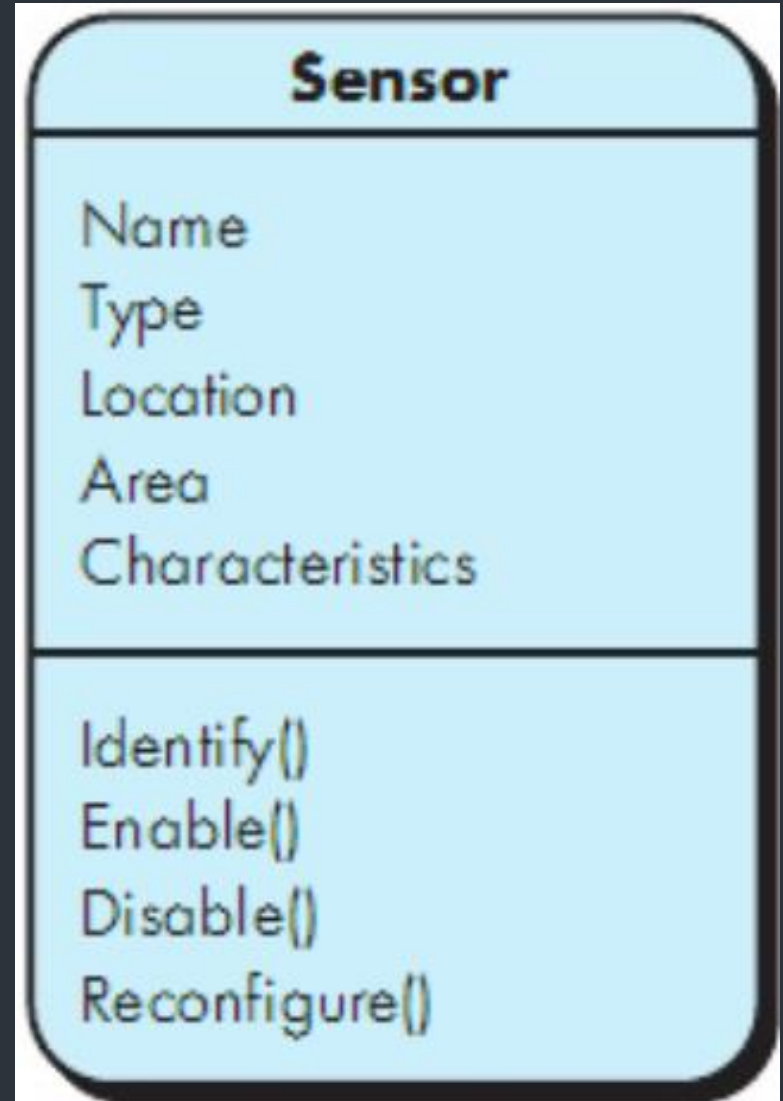 Sensor
Name
Type
Location
Area
Characteristics
Identify()
Enable()
Disable()
Reconfigure()